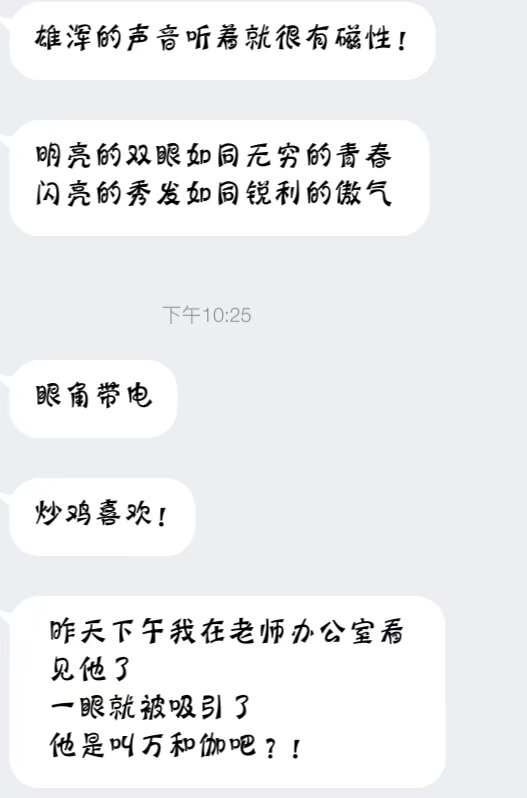 雄浑的声音听着就很有磁性！
明亮的双眼如同无穷的青春
闪亮的秀发如同锐利的傲气
下午10:25
眼角带电
炒鸡喜欢！
昨天下午我在老师办公室看
见他了
一眼就被吸引了
他是叫万和伽吧？！